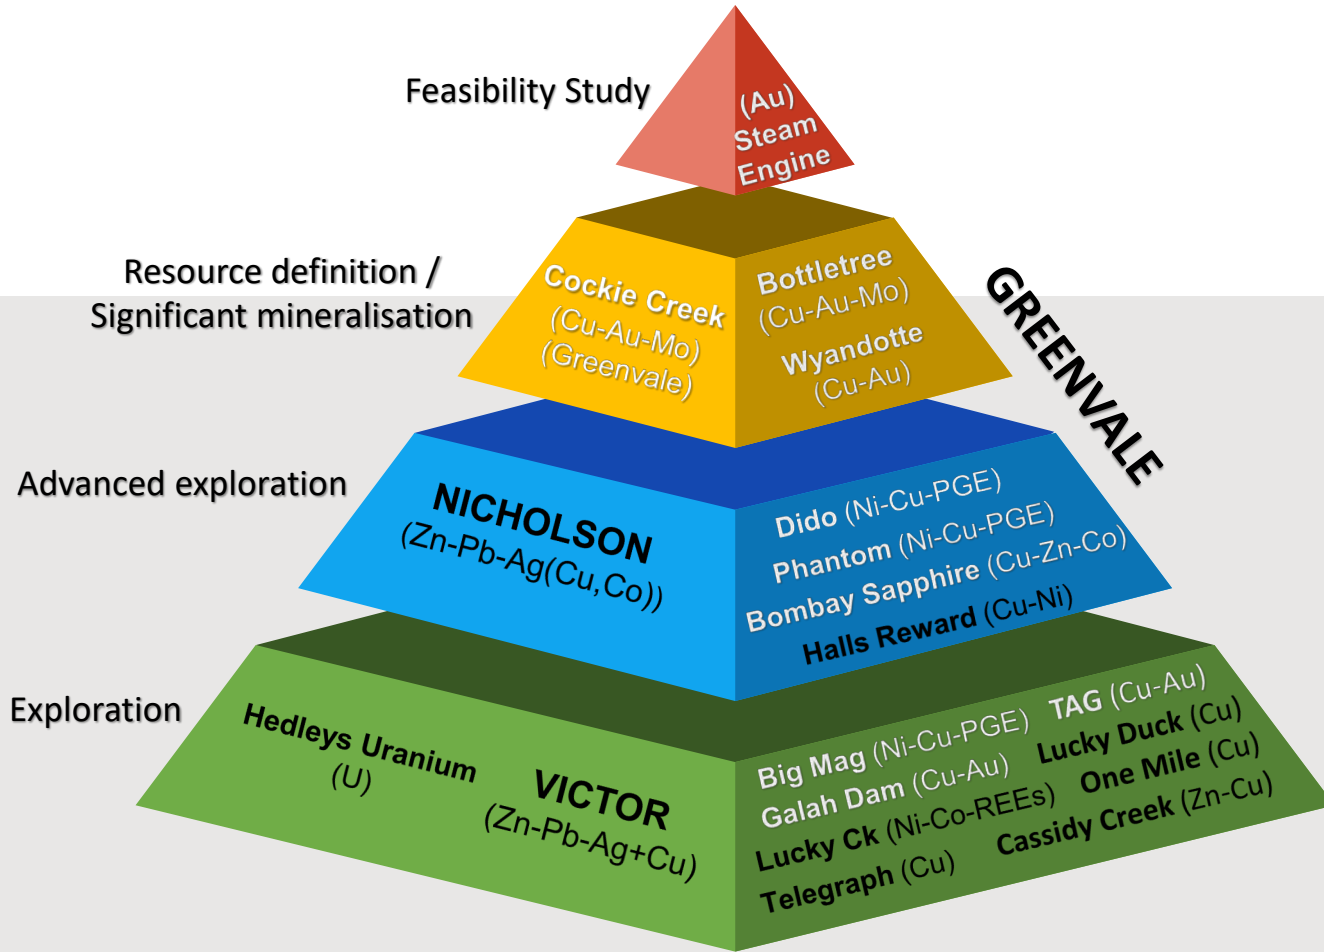 Feasibility Study
(Au)
Steam
Engine
Resource definition /
Significant mineralisation
Cockie Creek
(Cu-Au-Mo)
(Greenvale)
Bottletree
(Cu-Au-Mo)
Wyandotte
(Cu-Au)
GREENVALE
Advanced exploration
NICHOLSON
(Zn-Pb-Ag(Cu,Co))
Dido (Ni-Cu-PGE)
Phantom (Ni-Cu-PGE)
Bombay Sapphire (Cu-Zn-Co)
Halls Reward (Cu-Ni)
Exploration
Hedleys Uranium
(U)
VICTOR
(Zn-Pb-Ag+Cu)
Big Mag (Ni-Cu-PGE)
TAG (Cu-Au)
Galah Dam (Cu-Au)
Lucky Duck (Cu)
Lucky Ck (Ni-Co-REEs)
One Mile (Cu)
Telegraph (Cu)
Cassidy Creek (Zn-Cu)